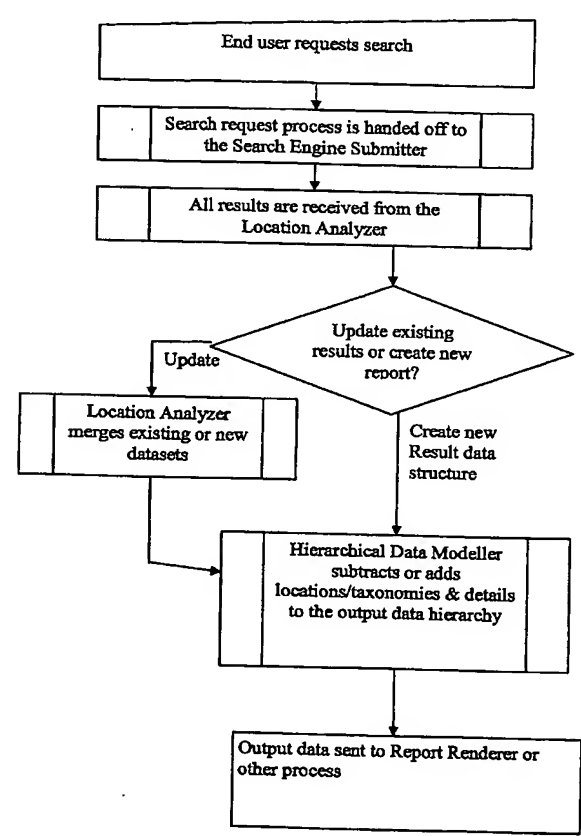 End user requests search
Search request process is handed off to
the Search Engine Submitter
All results are received from the
Location Analyzer
Update existing
results or create new
report?
Update
Location Analyzer
merges existing or new
datasets
Create new
Result data
structure
Hierarchical Data Modeller
subtracts or adds
locations/taxonomies & details
to the output data hierarchy
Output data sent to Report Renderer or
other process